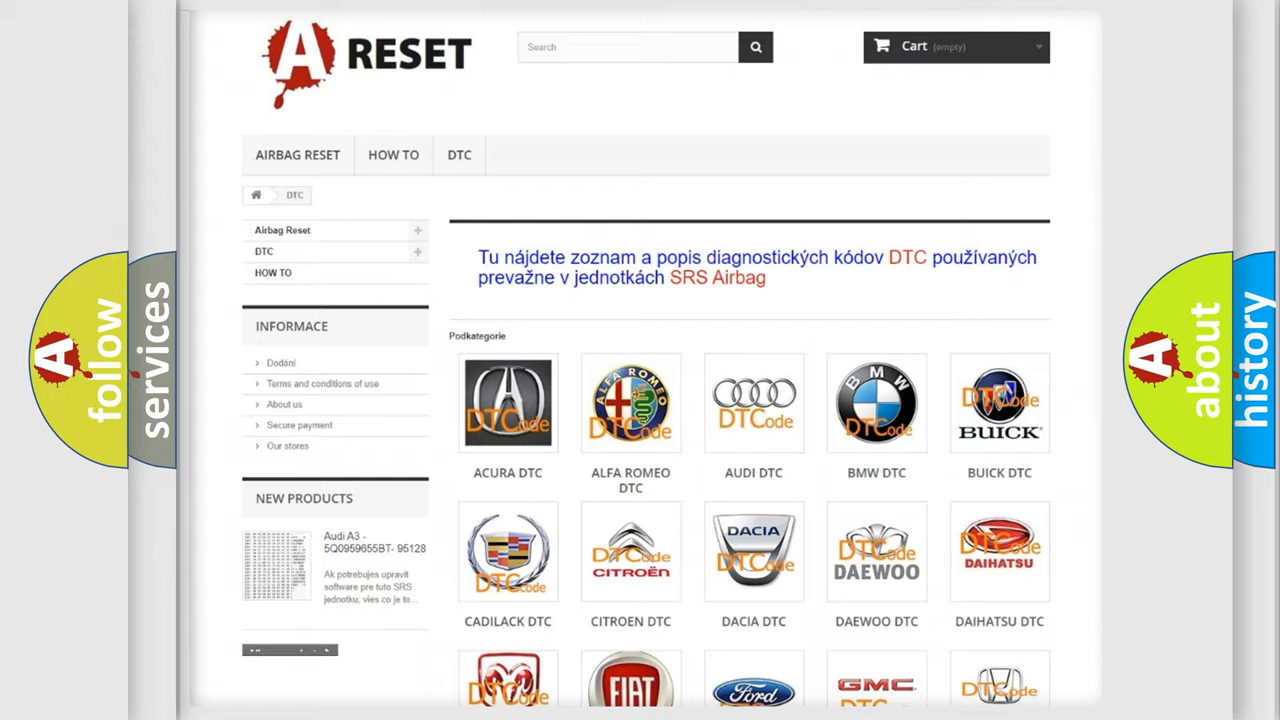 A RESET
Search
Cart (empty)
AIRBAG RESET
HOW TO
DTC
DTC
Airbag Reset
DTC
HOW TO
INFORMACE
Dodání
Terms and conditions of use
About us
Secure payment
Our stores
NEW PRODUCTS
Audi A3 -
5Q0959655BT- 95128
Ak potrebujes upravit
software pre tuto SRS
jednotku, vies co je to...
Tu nájdete zoznam a popis diagnostických kódov DTC používaných
prevažne v jednotkách SRS Airbag
Podkategorie
DTCode
ALFA ROMEO
DTCode
DTCode
BMW
DTCode
DTCode
BUICK
ACURA DTC
ALFA ROMEO
DTC
AUDI DTC
BMW DTC
BUICK DTC
DTCode
DTCode
CITROËN
DACIA
DTCode
DTCode
DAEWOO
DTCode
DAIHATSU
CADILACK DTC
CITROEN DTC
DACIA DTC
DAEWOO DTC
DAIHATSU DTC
DTCode
FIAT
Ford
GMC
DTCode
A follow
services
A about
history